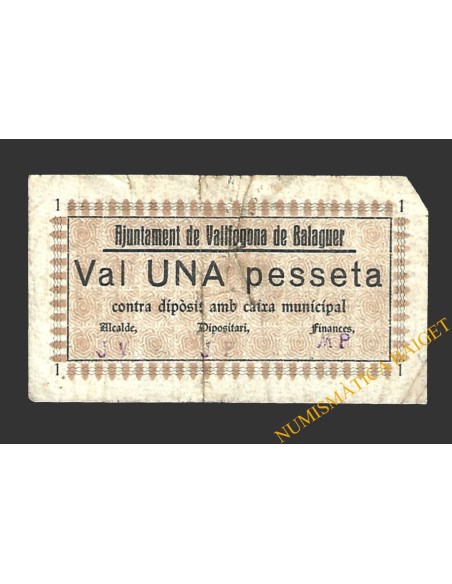 1 1
Ajuntament de Vallfogona de Balaguer
Val UNA pesseta
contra dipòsit amb caixa municipal
Alcalde, Dipositari, Finances,
J V J P M P
1 1
NUMISMÀTICA RAIGET